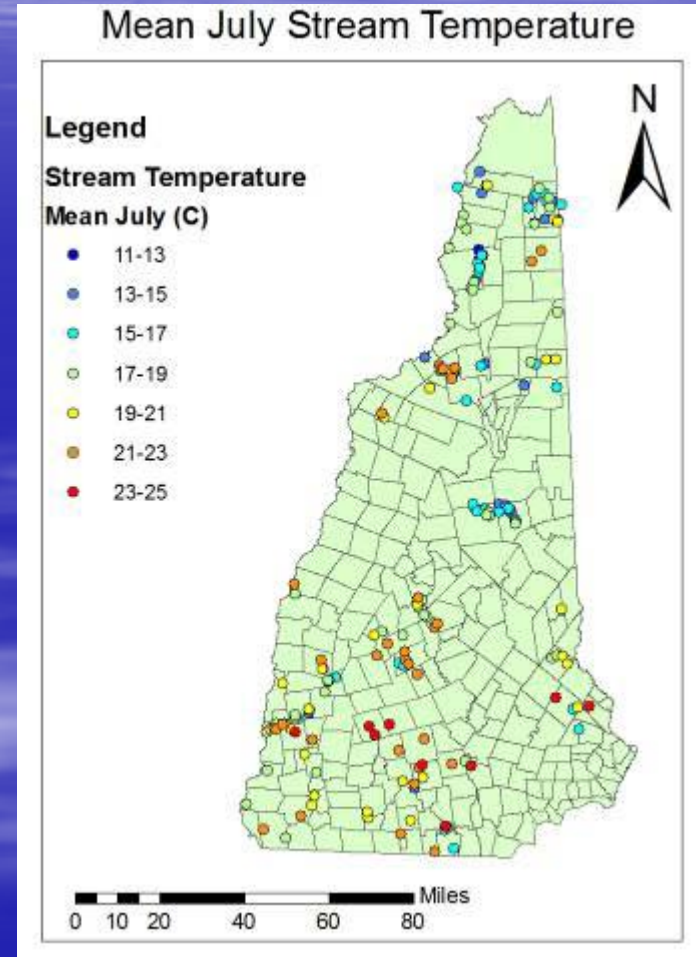 Mean July Stream Temperature
N
Legend
Stream Temperature
Mean July (C)
11-13
13-15
15-17
17-19
19-21
21-23
23-25
Miles
0 10 20 40 60 80